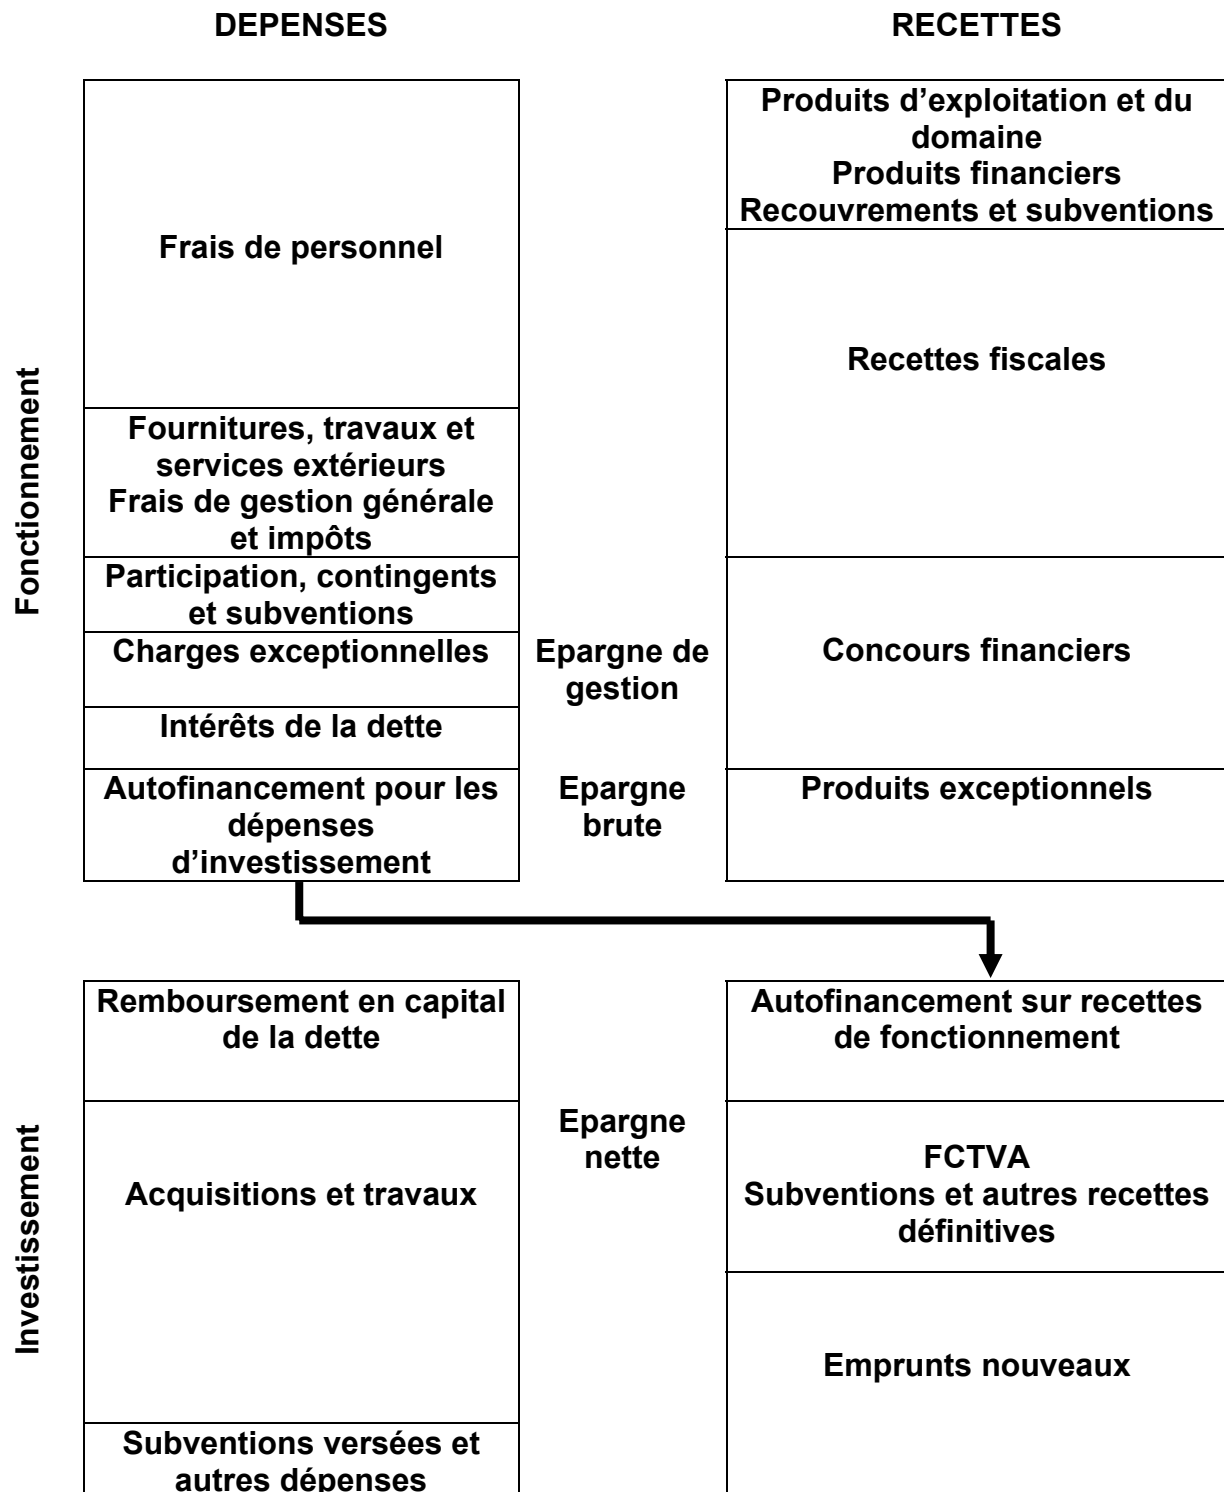 DEPENSES
RECETTES
Fonctionnement
Frais de personnel
Fournitures, travaux et
services extérieurs
Frais de gestion générale
et impôts
Participation, contingents
et subventions
Charges exceptionnelles
Intérêts de la dette
Autofinancement pour les
dépenses
d’investissement
Epargne de
gestion
Epargne
brute
Produits d’exploitation et du
domaine
Produits financiers
Recouvrements et subventions
Recettes fiscales
Concours financiers
Produits exceptionnels
Investissement
Remboursement en capital
de la dette
Acquisitions et travaux
Subventions versées et
autres dépenses
Epargne
nette
Autofinancement sur recettes
de fonctionnement
FCTVA
Subventions et autres recettes
définitives
Emprunts nouveaux